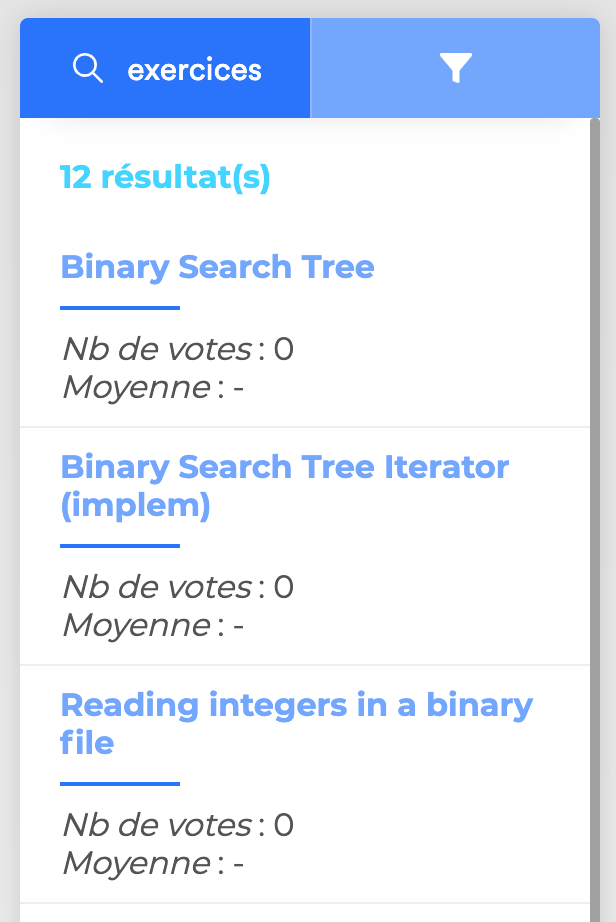 exercices
12 résultat(s)
Binary Search Tree
Nb de votes : 0
Moyenne : -
Binary Search Tree Iterator
(implem)
Nb de votes : 0
Moyenne : -
Reading integers in a binary
file
Nb de votes : 0
Moyenne : -